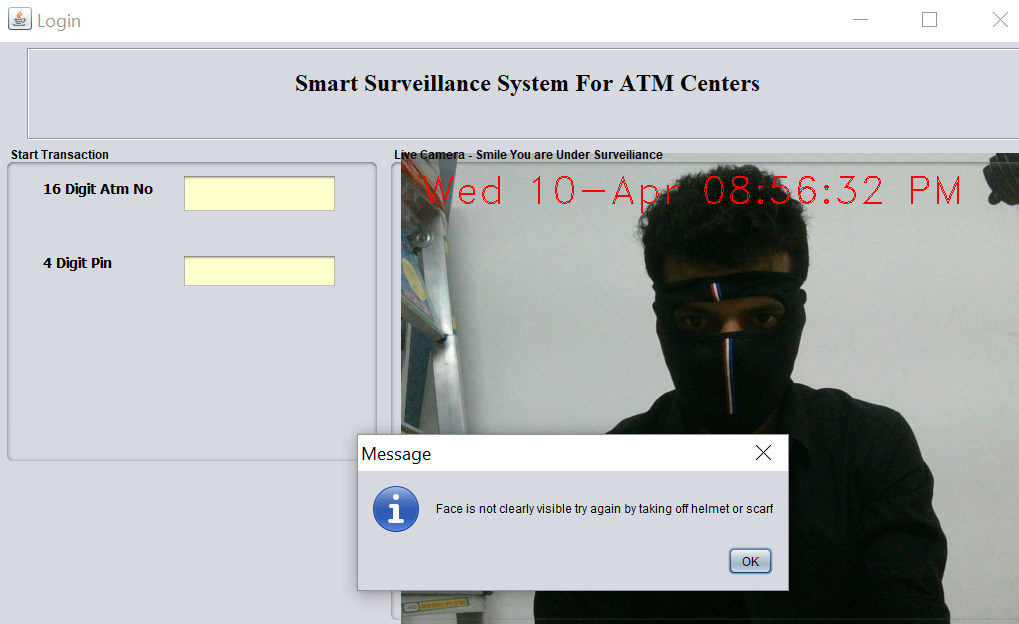 Login
Smart Surveillance System For ATM Centers
Start Transaction
Live Camera - Smile You are Under Surveiliance
16 Digit Atm No
Wed 10-Apr 08:56:32 PM
4 Digit Pin
Message
Face is not clearly visible try again by taking off helmet or scarf
OK